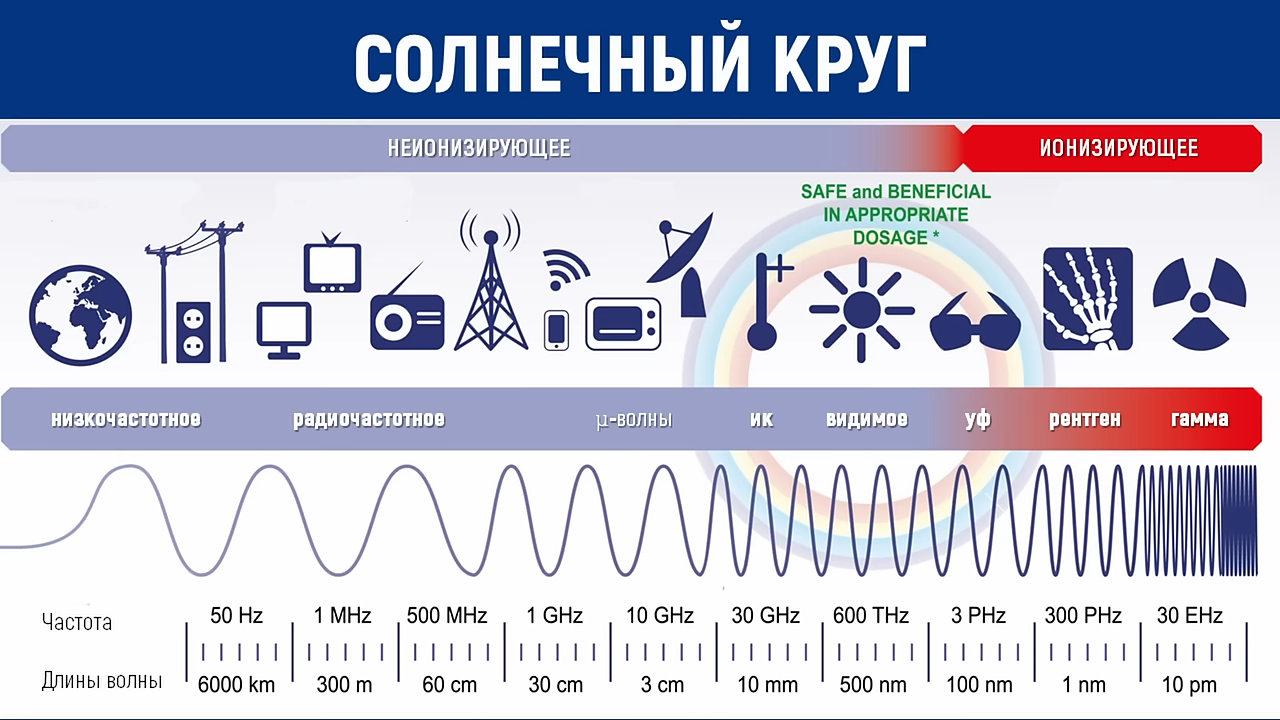 СОЛНЕЧНЫЙ КРУГ
НЕИОНИЗИРУЮЩЕЕ
ИОНИЗИРУЮЩЕЕ
SAFE and BENEFICIAL
IN APPROPRIATE
DOSAGE *
низкочастотное радиочастотное μ-волны ик видимое уф рентген гамма
Частота 50 Hz 1 MHz 500 MHz 1 GHz 10 GHz 30 GHz 600 THz 3 PHz 300 PHz 30 EHz
Длины волны 6000 km 300 m 60 cm 30 cm 3 cm 10 mm 500 nm 100 nm 1 nm 10 pm